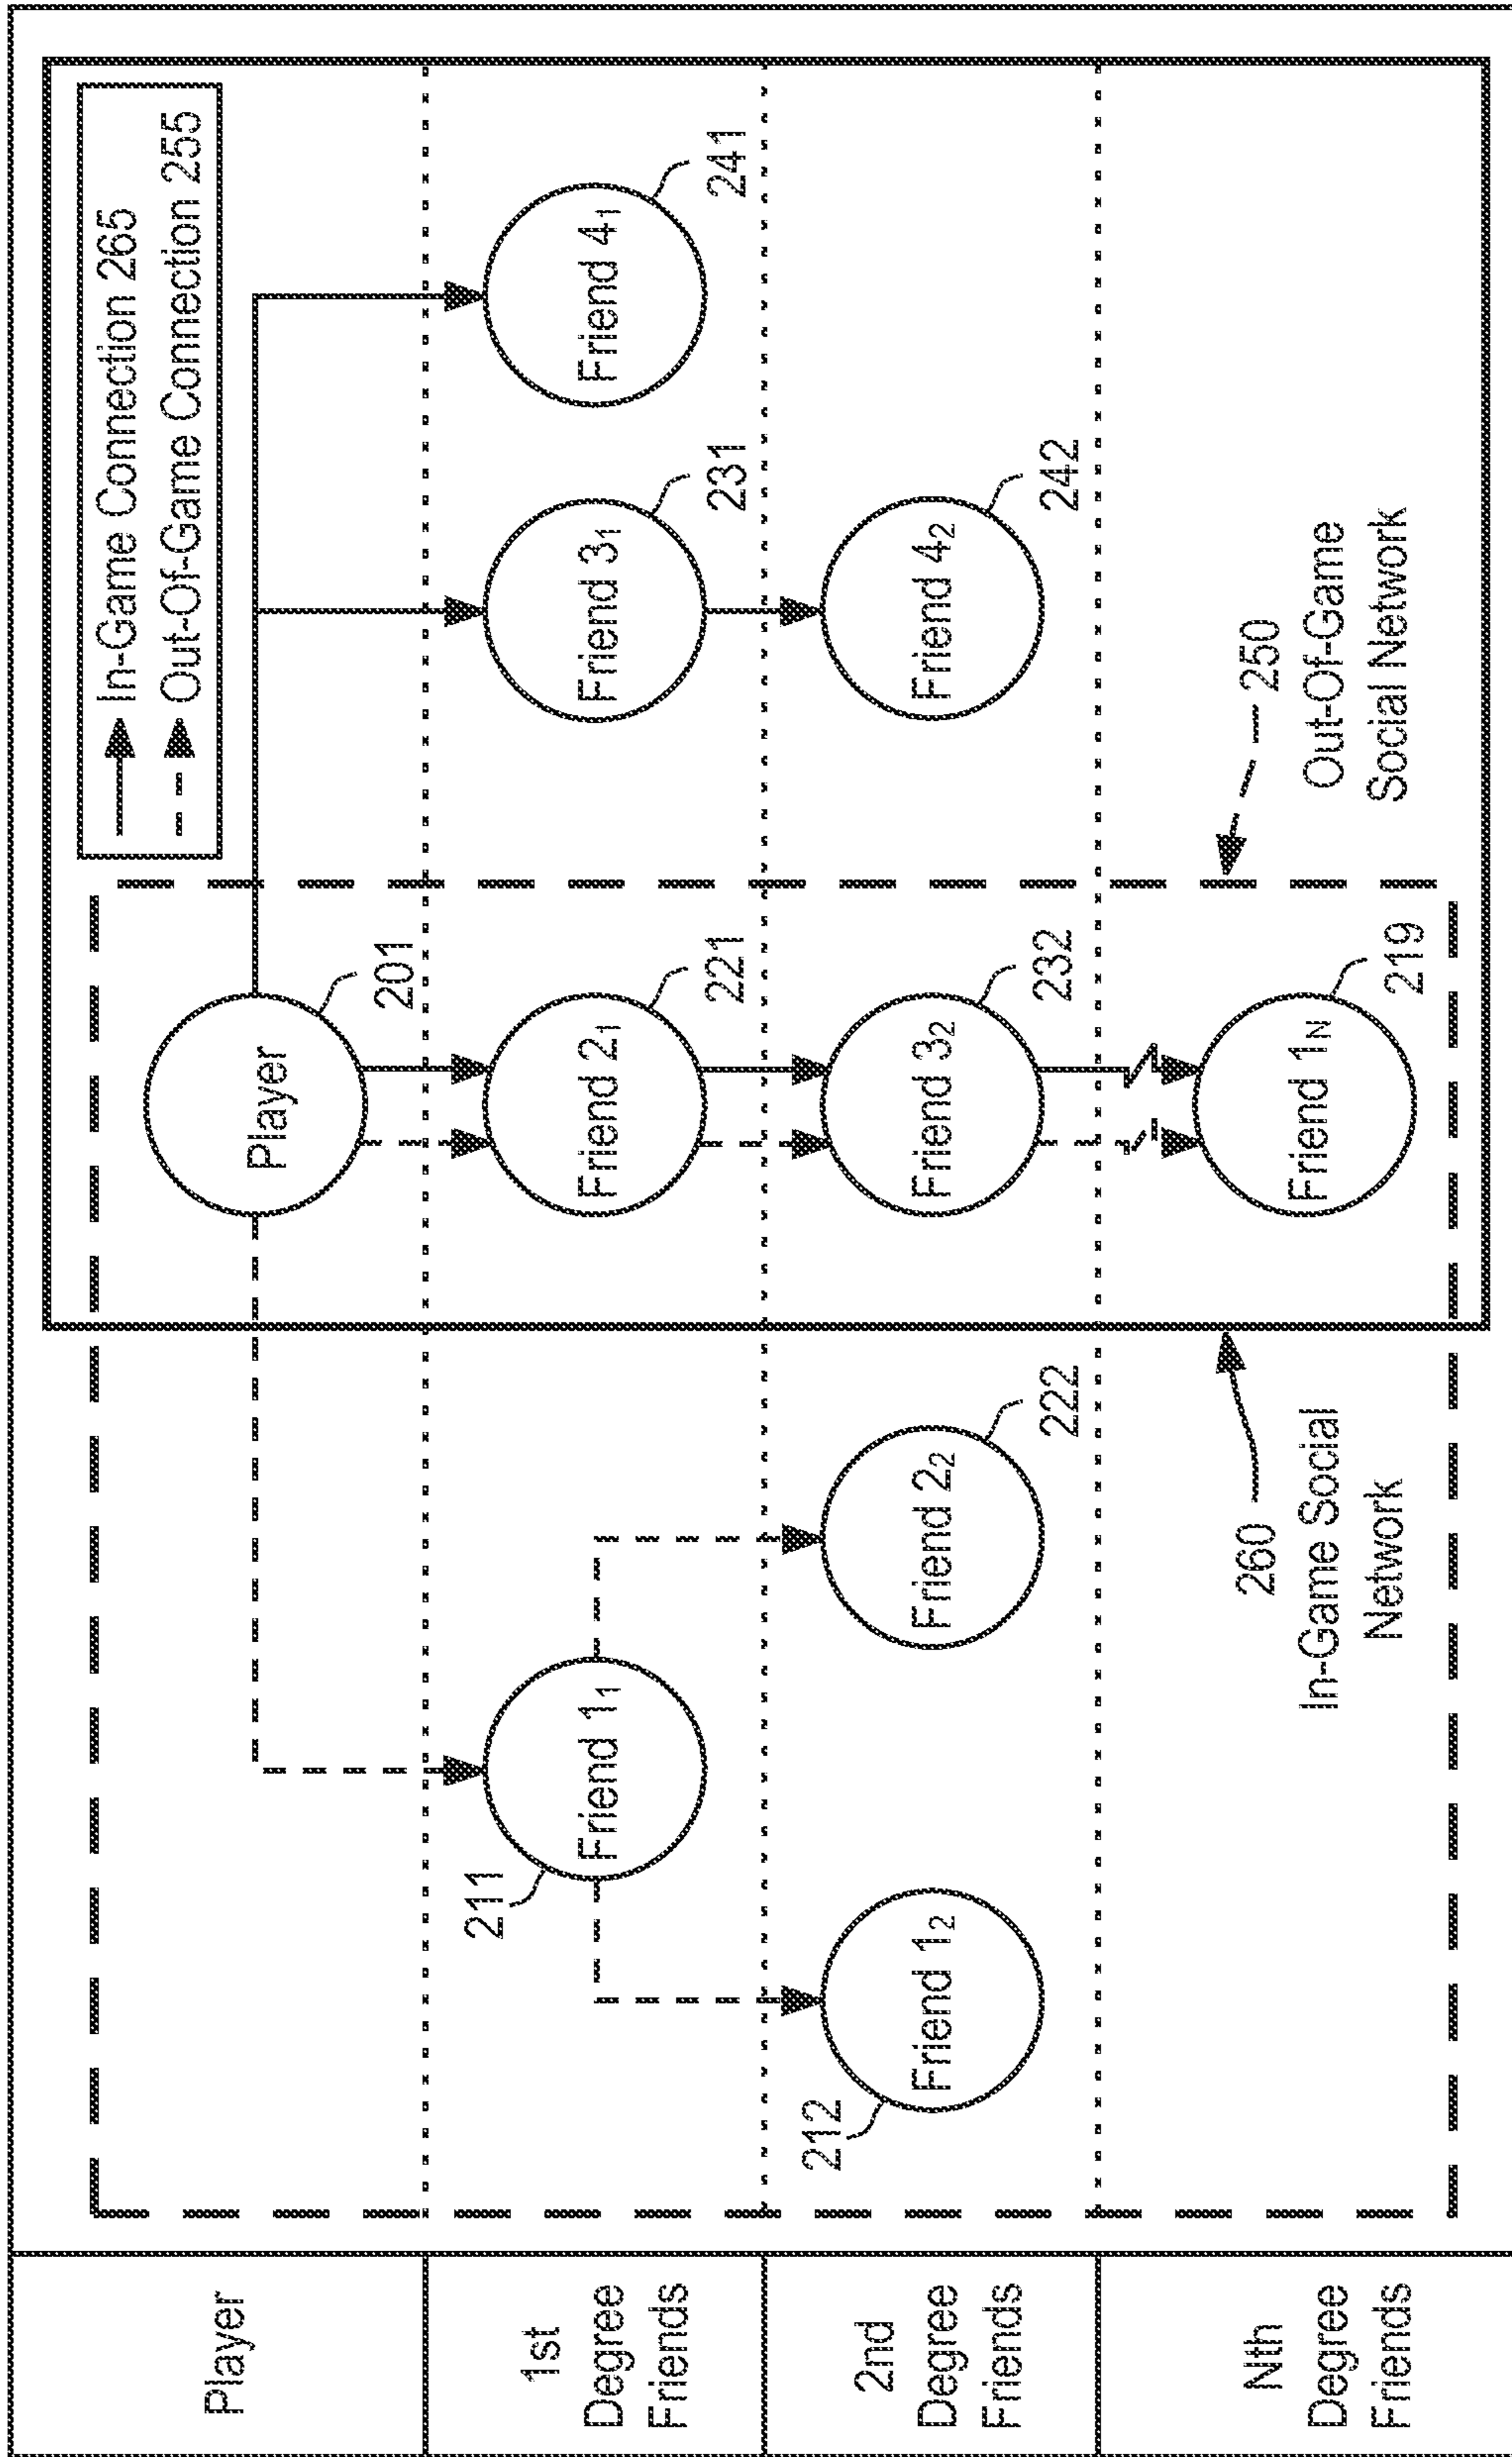 Player
1st
Degree
Friends
2nd
Degree
Friends
Nth
Degree
Friends
In-Game Connection 265
Out-Of-Game Connection 255
Player
201
211
Friend 1₁
Friend 2₁
221
Friend 3₁
231
Friend 4₁
241
212
Friend 1₂
Friend 2₂
222
Friend 3₂
232
Friend 4₂
242
260
In-Game Social
Network
Friend 1N
219
250
Out-Of-Game
Social Network